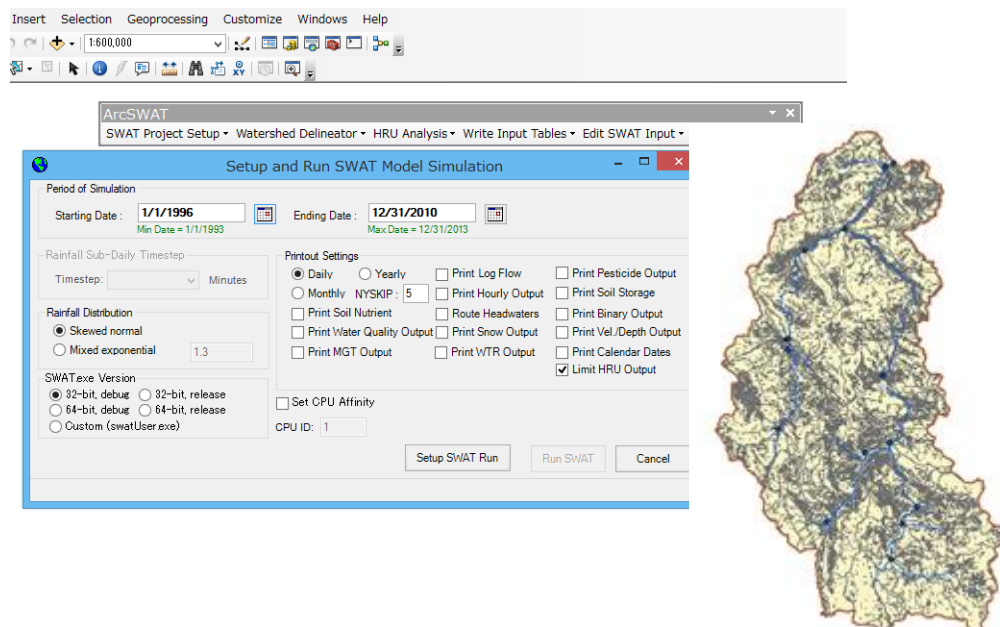 Insert Selection Geoprocessing Customize Windows Help
1:600,000
XY
ArcSWAT
SWAT Project Setup Watershed Delineator HRU Analysis Write Input Tables Edit SWAT Input
Setup and Run SWAT Model Simulation
Period of Simulation
Starting Date : 1/1/1996 Ending Date : 12/31/2010
Min Date = 1/1/1993 Max Date = 12/31/2013
Rainfall Sub-Daily Timestep
Timestep: Minutes
Rainfall Distribution
Skewed normal
Mixed exponential 1.3
SWAT.exe Version
32-bit, debug 32-bit, release
64-bit, debug 64-bit, release
Custom (swatUser.exe)
Printout Settings
Daily Yearly Print Log Flow Print Pesticide Output
Monthly NYSKIP : 5 Print Hourly Output Print Soil Storage
Print Soil Nutrient Route Headwaters Print Binary Output
Print Water Quality Output Print Snow Output Print Vel./Depth Output
Print MGT Output Print WTR Output Print Calendar Dates
Limit HRU Output
Set CPU Affinity
CPU ID: 1
Setup SWAT Run Run SWAT Cancel